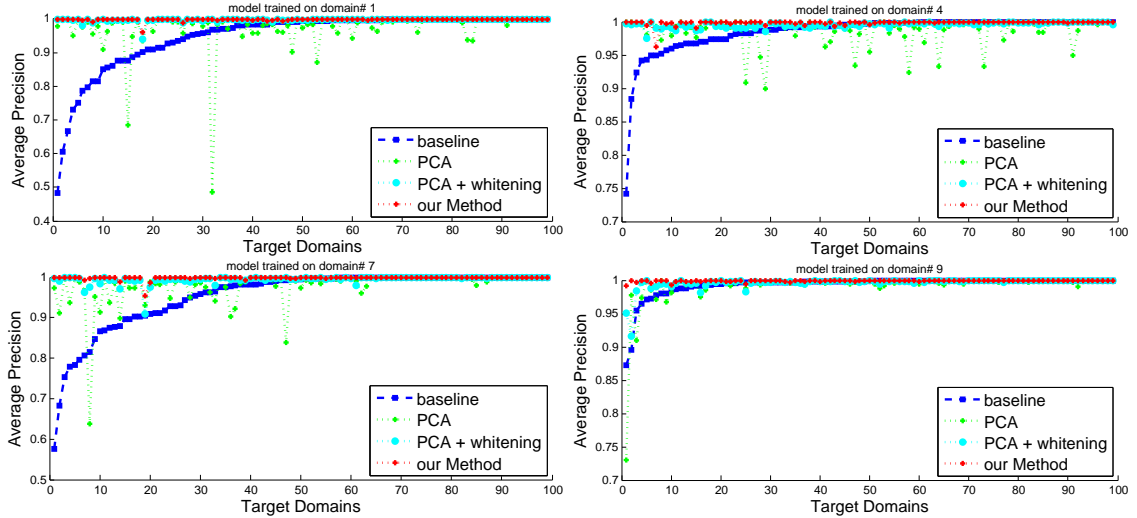 model trained on domain# 1
Average Precision
1
0.9
0.8
0.7
0.6
0.5
0.4
0 10 20 30 40 50 60 70 80 90 100
Target Domains
baseline
PCA
PCA + whitening
our Method
model trained on domain# 4
Average Precision
1
0.95
0.9
0.85
0.8
0.75
0.7
0 10 20 30 40 50 60 70 80 90 100
Target Domains
baseline
PCA
PCA + whitening
our Method
model trained on domain# 7
Average Precision
1
0.9
0.8
0.7
0.6
0.5
0 10 20 30 40 50 60 70 80 90 100
Target Domains
baseline
PCA
PCA + whitening
our Method
model trained on domain# 9
Average Precision
1
0.95
0.9
0.85
0.8
0.75
0.7
0 10 20 30 40 50 60 70 80 90 100
Target Domains
baseline
PCA
PCA + whitening
our Method